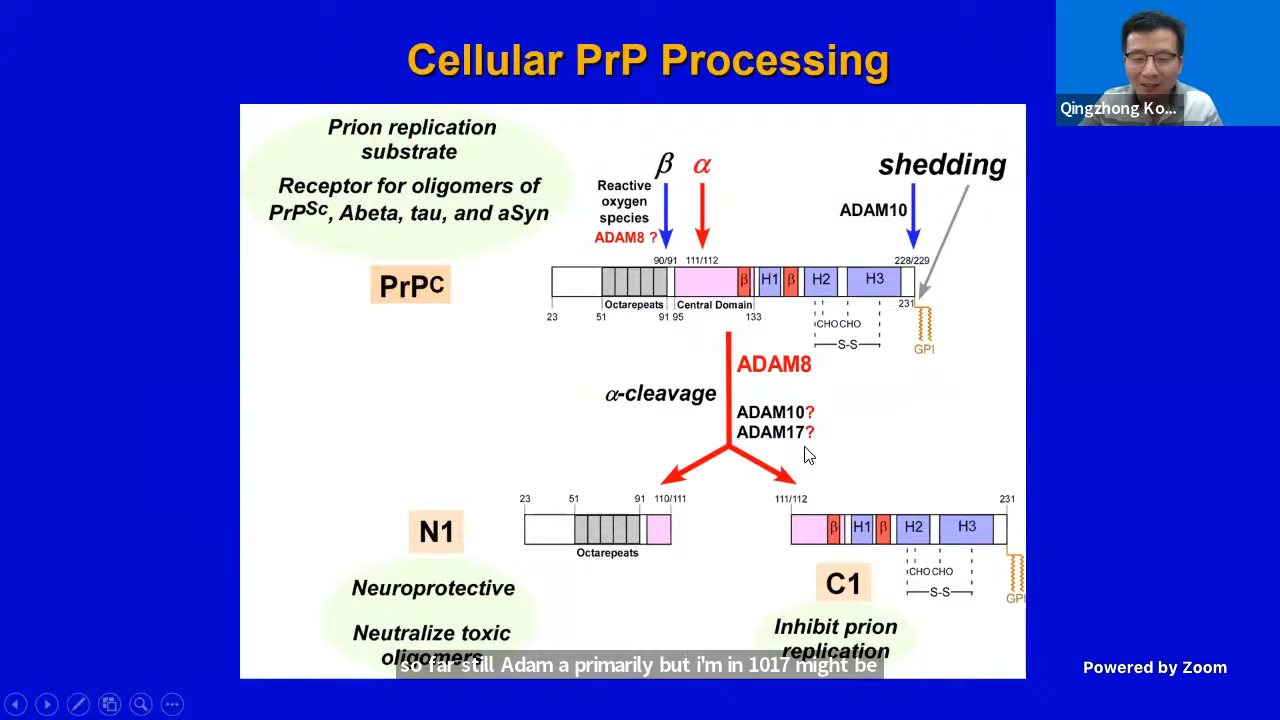 Cellular PrP Processing
Qingzhong Ko...
Prion replication
substrate
Receptor for oligomers of
PrPSc, Abeta, tau, and aSyn
β
α
shedding
Reactive
oxygen
species
ADAM8 ?
ADAM10
90/91
111/112
228/229
PrPC
β
H1
β
H2
H3
Octarepeats
Central Domain
231
23
51
91
95
133
CHO
CHO
S-S
GPI
ADAM8
α-cleavage
ADAM10?
ADAM17?
23
51
91
110/111
111/112
231
N1
β
H1
β
H2
H3
Octarepeats
CHO
CHO
S-S
GPI
C1
Neuroprotective
Neutralize toxic
oligomers
Inhibit prion
replication
so far still Adam a primarily but i'm in 1017 might be
Powered by Zoom